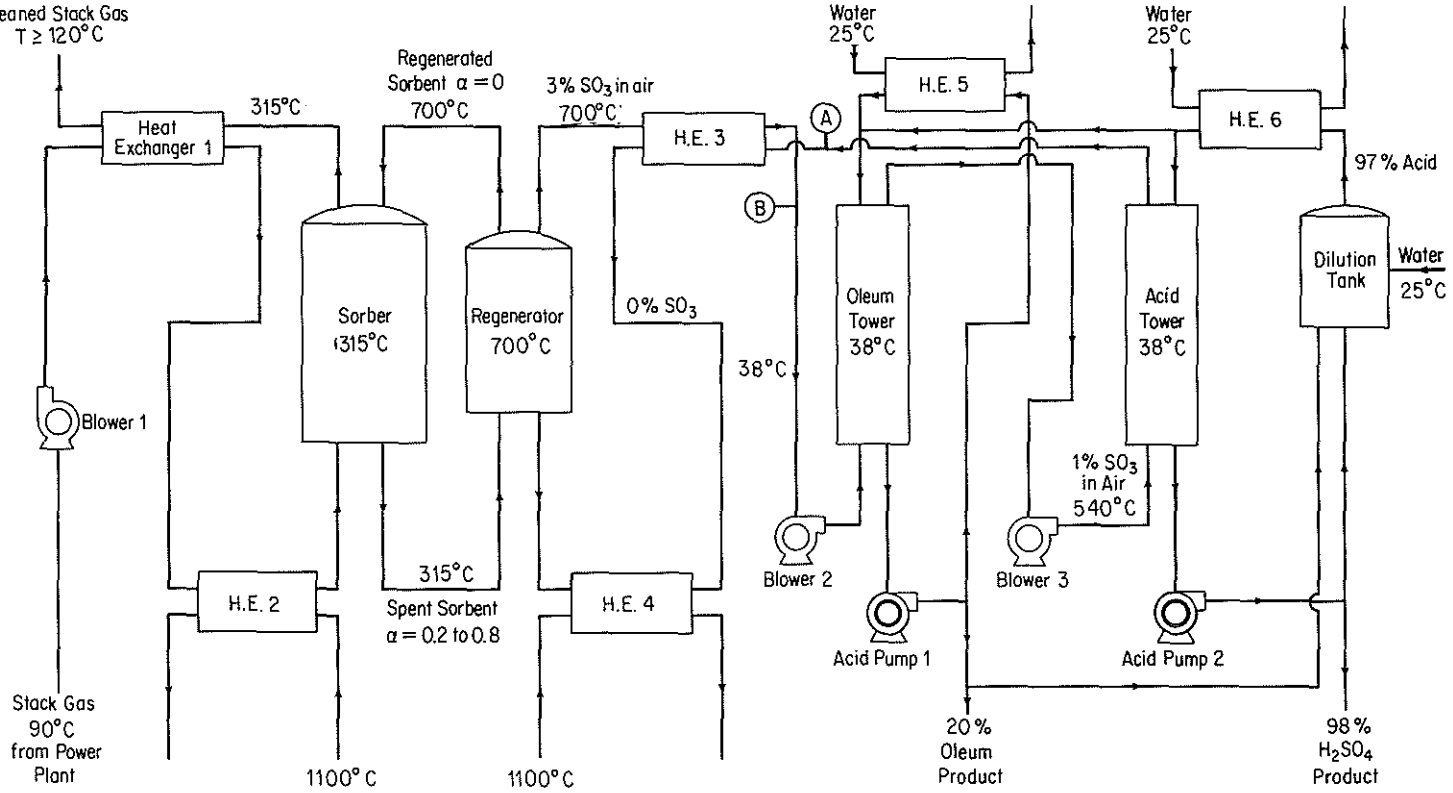 eaned Stack Gas
T ≥ 120°C
Heat
Exchanger 1
315°C
Regenerated
Sorbent α = 0
700°C
3% SO₃ in air
700°C
H.E. 3
A
B
Water
25°C
H.E. 5
Water
25°C
H.E. 6
97% Acid
Sorber
315°C
Regenerator
700°C
0% SO₃
38°C
Oleum
Tower
38°C
Acid
Tower
38°C
Dilution
Tank
Water
25°C
Blower 1
1% SO₃
in Air
540°C
Blower 2
Blower 3
H.E. 2
315°C
Spent Sorbent
α = 0.2 to 0.8
H.E. 4
Acid Pump 1
Acid Pump 2
Stack Gas
90°C
from Power
Plant
1100°C
1100°C
20%
Oleum
Product
98%
H₂SO₄
Product